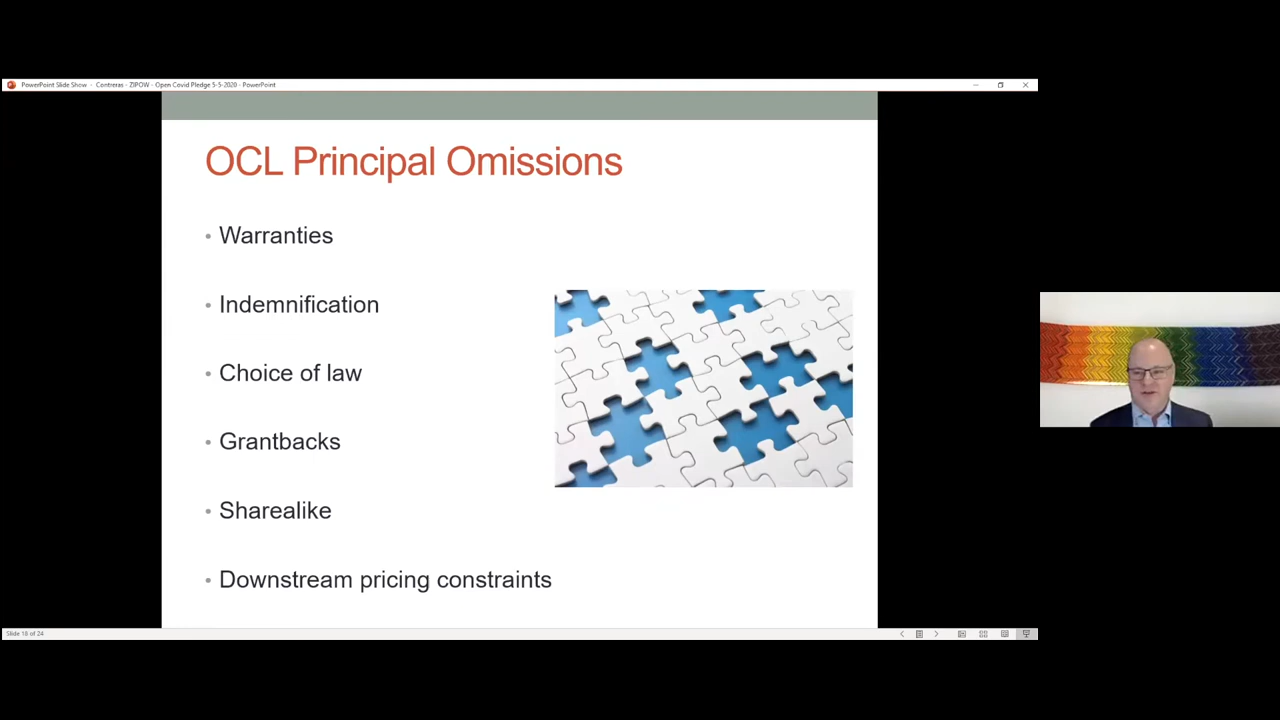 PowerPoint Slide Show - Contreras - ZIPOW - Open Covid Pledge 5-5-2020 - PowerPoint
OCL Principal Omissions
• Warranties
• Indemnification
• Choice of law
• Grantbacks
• Sharealike
• Downstream pricing constraints
Slide 18 of 24